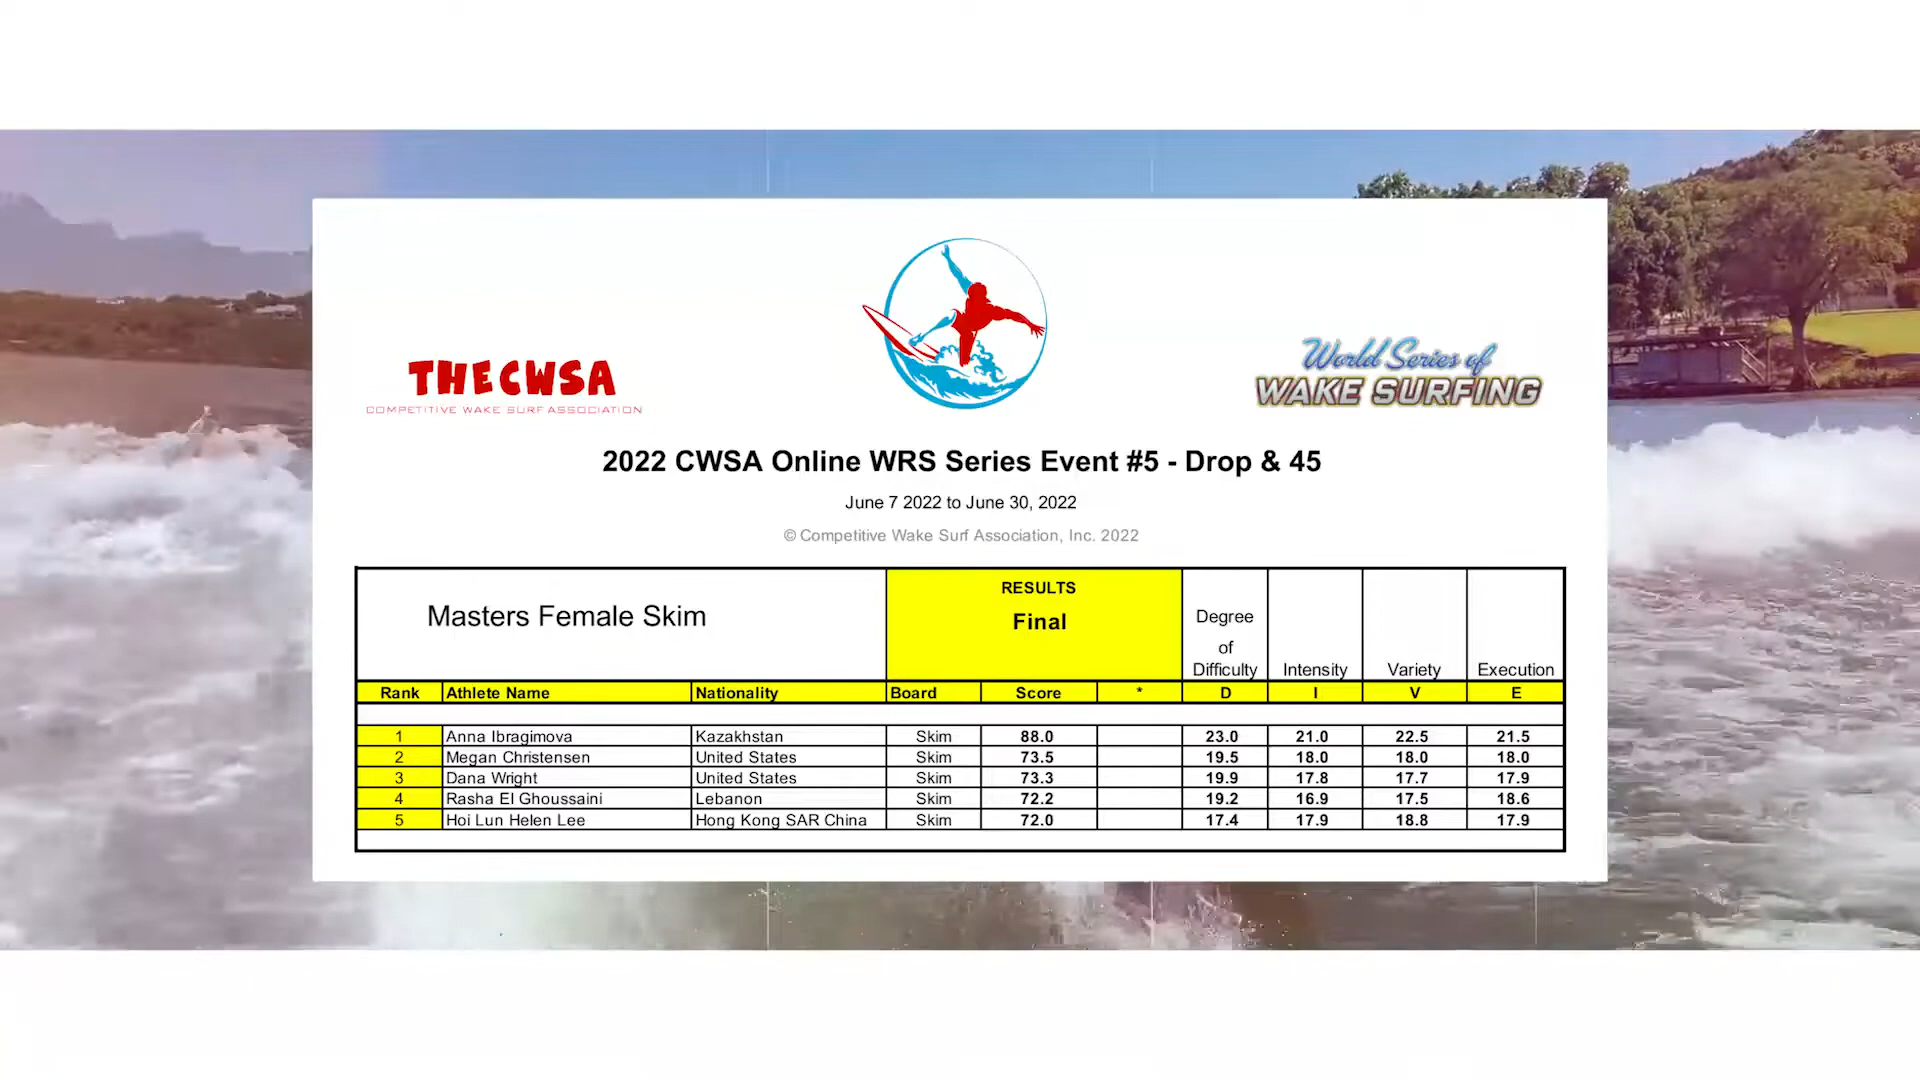 THECWSA
COMPETITIVE WAKE SURF ASSOCIATION
World Series of
WAKE SURFING
2022 CWSA Online WRS Series Event #5 - Drop & 45
June 7 2022 to June 30, 2022
© Competitive Wake Surf Association, Inc. 2022
Masters Female Skim
RESULTS
Final
Degree
of
Difficulty
Intensity
Variety
Execution
Rank Athlete Name Nationality Board Score * D I V E
1 Anna Ibragimova Kazakhstan Skim 88.0 23.0 21.0 22.5 21.5
2 Megan Christensen United States Skim 73.5 19.5 18.0 18.0 18.0
3 Dana Wright United States Skim 73.3 19.9 17.8 17.7 17.9
4 Rasha El Ghoussaini Lebanon Skim 72.2 19.2 16.9 17.5 18.6
5 Hoi Lun Helen Lee Hong Kong SAR China Skim 72.0 17.4 17.9 18.8 17.9